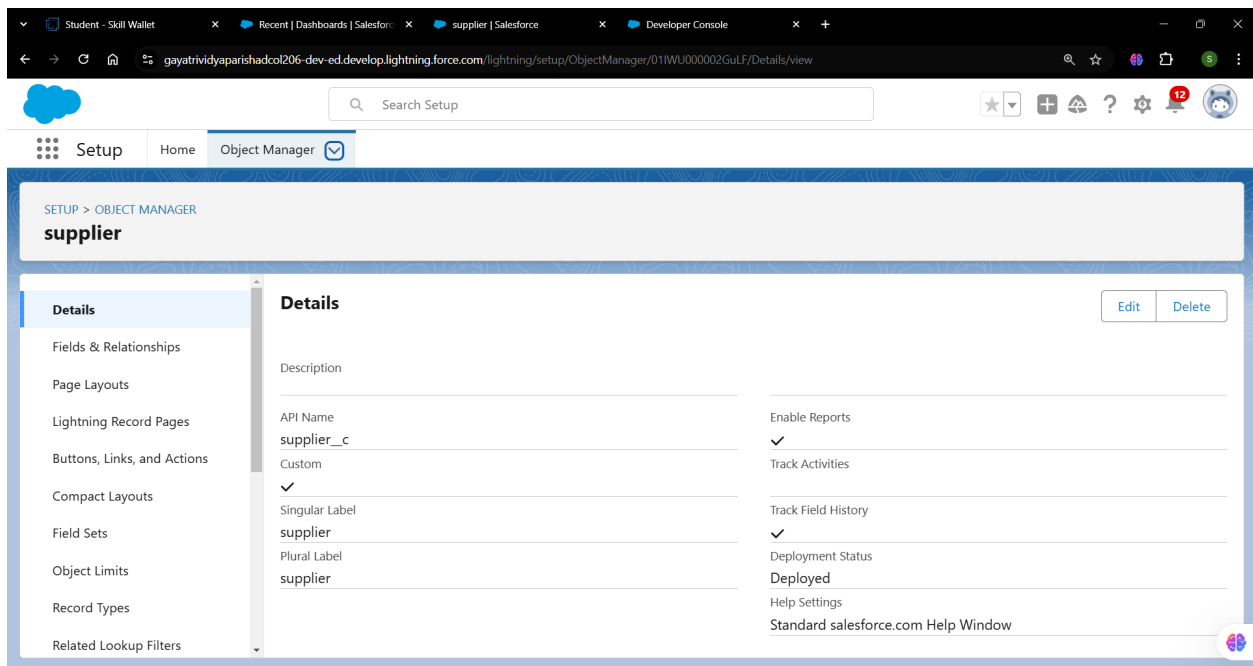 Student - Skill Wallet
Recent | Dashboards | Salesforc
supplier | Salesforce
Developer Console
gayatrividyaparishadcol206-dev-ed.develop.lightning.force.com/lightning/setup/ObjectManager/01IWU000002GuLF/Details/view
S
Search Setup
12
Setup
Home
Object Manager
SETUP > OBJECT MANAGER
supplier
Details
Fields & Relationships
Page Layouts
Lightning Record Pages
Buttons, Links, and Actions
Compact Layouts
Field Sets
Object Limits
Record Types
Related Lookup Filters
Details
Edit
Delete
Description
API Name
supplier__c
Custom
Singular Label
supplier
Plural Label
supplier
Enable Reports
Track Activities
Track Field History
Deployment Status
Deployed
Help Settings
Standard salesforce.com Help Window